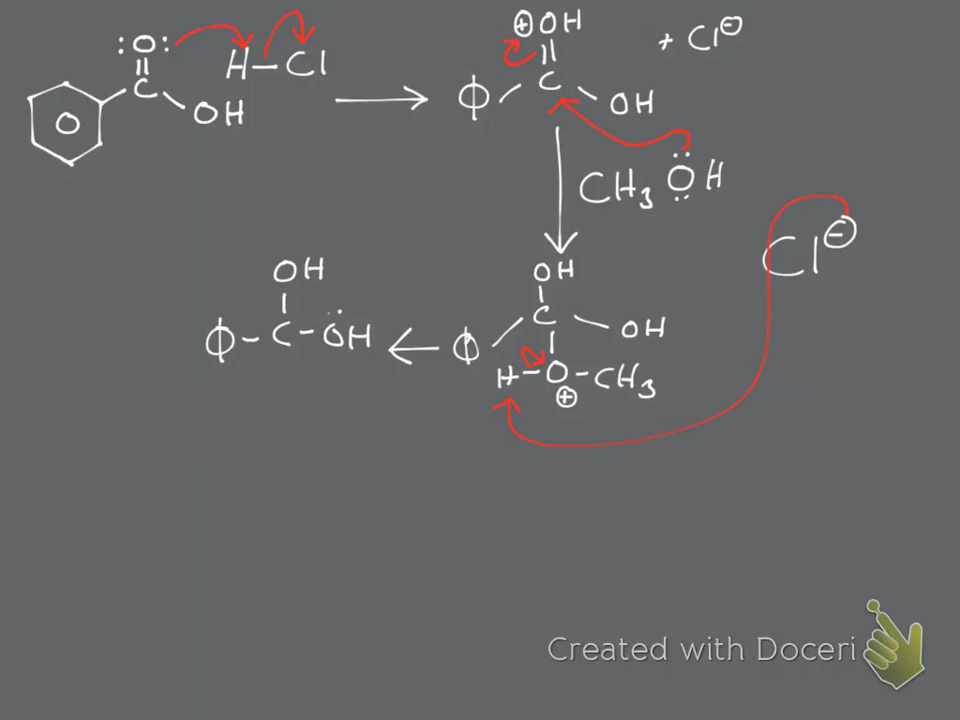 :O: H–Cl
C
OH
⊕OH
C
Φ OH
+ Cl⊖
CH3ÖH
Cl⊖
OH
C
Φ OH
H–O–CH3
⊕
OH
Φ–C–ÖH
Created with Doceri